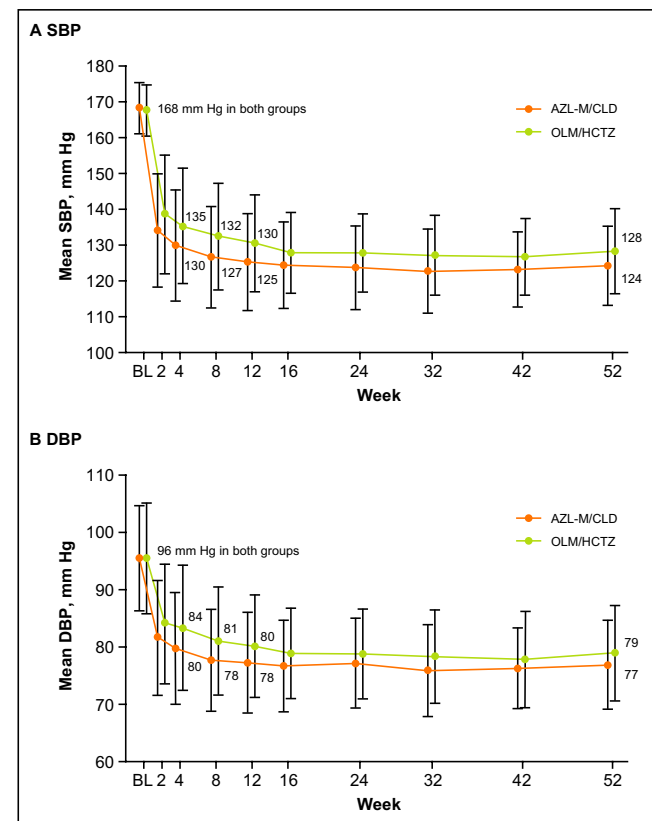 A SBP
180
170
160
150
140
130
120
110
100
Mean SBP, mm Hg
168 mm Hg in both groups
AZL-M/CLD
OLM/HCTZ
135
132
130
128
130
127
125
124
BL 2 4 8 12 16 24 32 42 52
Week
B DBP
110
100
90
80
70
60
Mean DBP, mm Hg
96 mm Hg in both groups
AZL-M/CLD
OLM/HCTZ
84
81
80
79
80
78
78
77
BL 2 4 8 12 16 24 32 42 52
Week